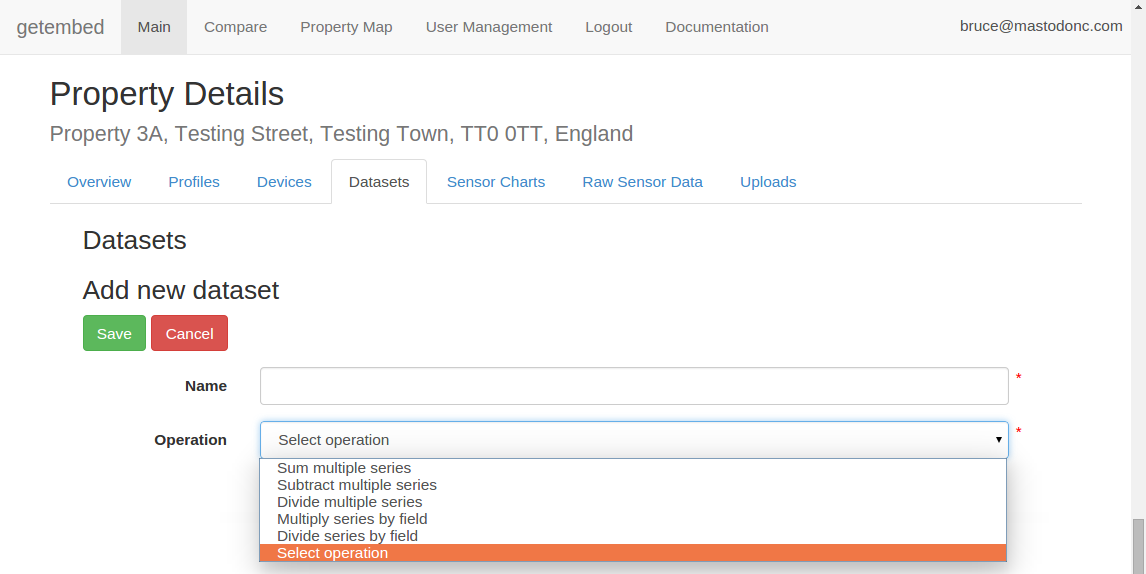 getembed Main Compare Property Map User Management Logout Documentation bruce@mastodonc.com
Property Details
Property 3A, Testing Street, Testing Town, TT0 0TT, England
Overview Profiles Devices Datasets Sensor Charts Raw Sensor Data Uploads
Datasets
Add new dataset
Save Cancel
Name *
Operation Select operation *
Sum multiple series
Subtract multiple series
Divide multiple series
Multiply series by field
Divide series by field
Select operation